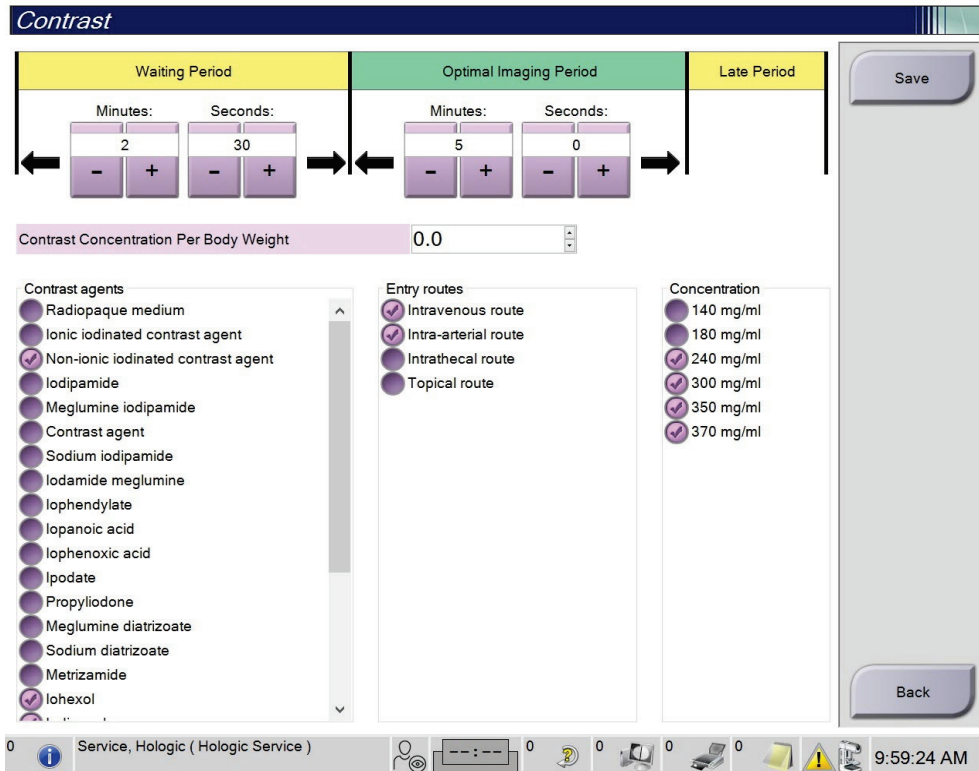 Contrast
Waiting Period
Optimal Imaging Period
Late Period
Save
Minutes:
Seconds:
Minutes:
Seconds:
2
30
5
0
- + - +
- + - +
Contrast Concentration Per Body Weight
0.0
Contrast agents
Radiopaque medium
Ionic iodinated contrast agent
Non-ionic iodinated contrast agent
Iodipamide
Meglumine iodipamide
Contrast agent
Sodium iodipamide
Iodamide meglumine
Iophendylate
Iopanoic acid
Iophenoxic acid
Ipodate
Propyliodone
Meglumine diatrizoate
Sodium diatrizoate
Metrizamide
Iohexol
Entry routes
Intravenous route
Intra-arterial route
Intrathecal route
Topical route
Concentration
140 mg/ml
180 mg/ml
240 mg/ml
300 mg/ml
350 mg/ml
370 mg/ml
Back
0 Service, Hologic ( Hologic Service ) --:-- 0 0 0 0 9:59:24 AM